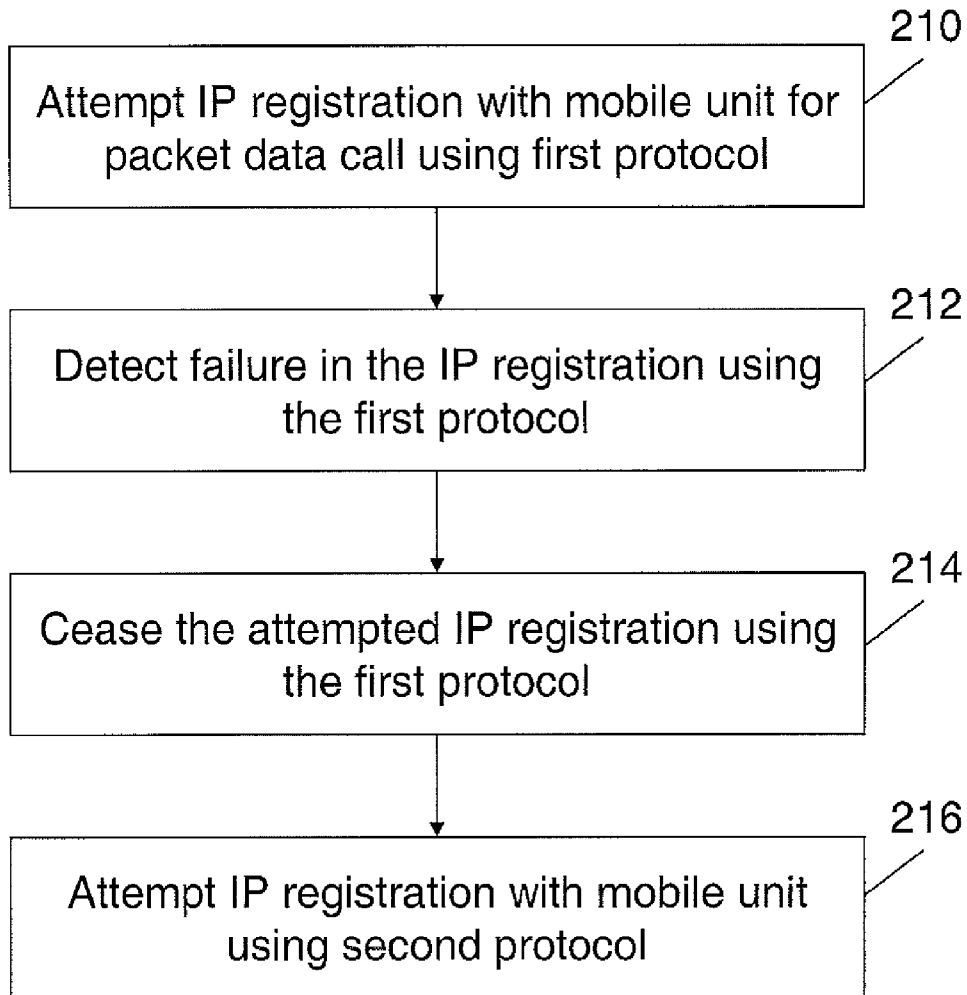 210
Attempt IP registration with mobile unit for
packet data call using first protocol
212
Detect failure in the IP registration using
the first protocol
214
Cease the attempted IP registration using
the first protocol
216
Attempt IP registration with mobile unit
using second protocol